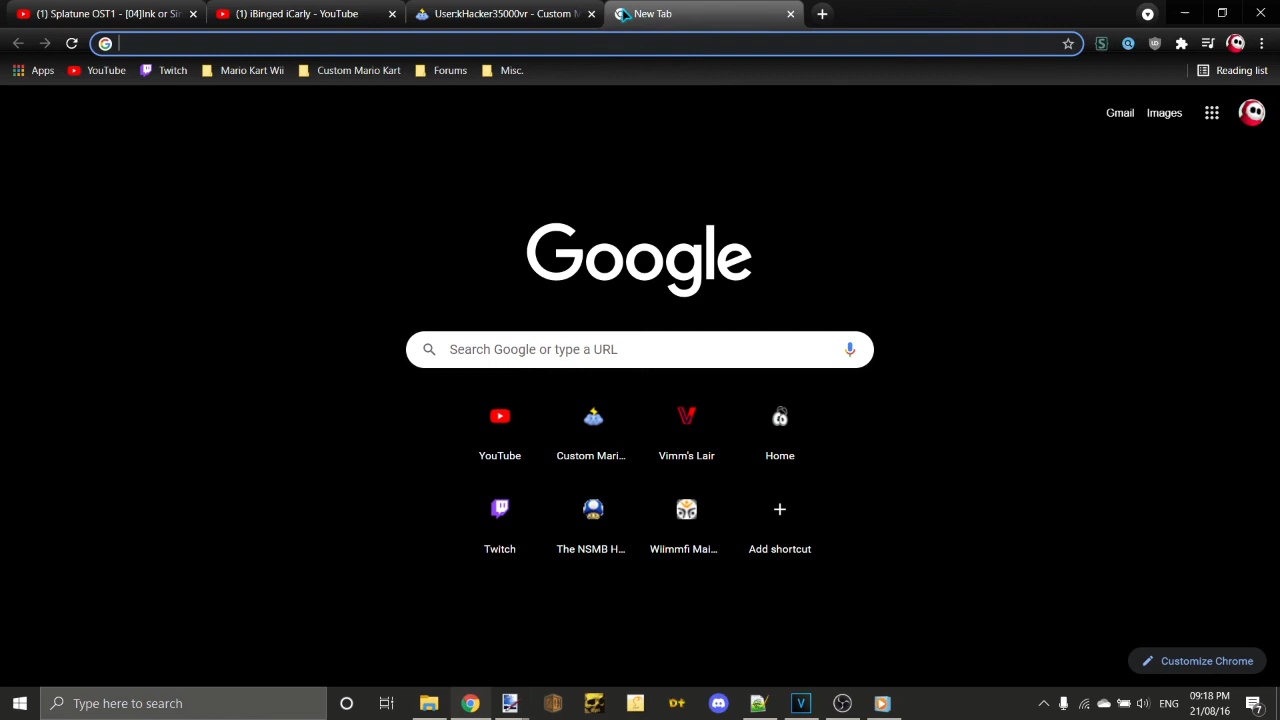 (1) Splatune OST1 - [04]Ink or Sin
(1) iBinged iCarly - YouTube
User:kHacker35000vr - Custom M
New Tab
Apps
YouTube
Twitch
Mario Kart Wii
Custom Mario Kart
Forums
Misc.
Reading list
Gmail
Images
Google
Search Google or type a URL
YouTube
Custom Mari...
Vimm's Lair
Home
Twitch
The NSMB H...
Wiimmfi Mai...
Add shortcut
Customize Chrome
Type here to search
ENG
09:18 PM
21/08/16
7